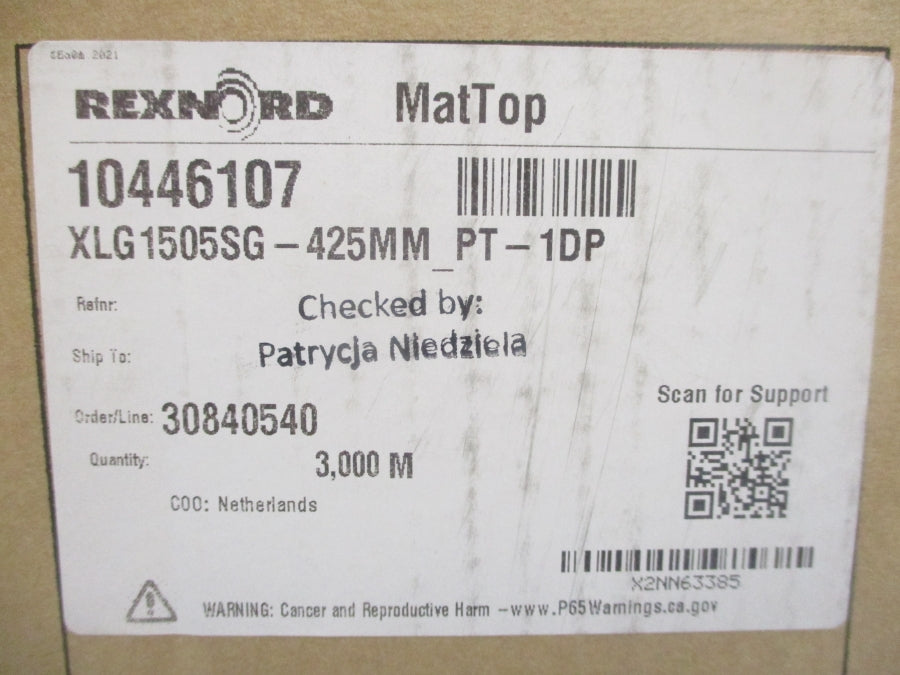 2021
REXNORD MatTop
10446107
XLG1505SG-425MM_PT-1DP
Refnr: Checked by:
Ship To: Patrycja Niedziela
Order/Line: 30840540
Quantity: 3,000 M
COO: Netherlands
Scan for Support
X2NN63385
WARNING: Cancer and Reproductive Harm -www.P65Warnings.ca.gov